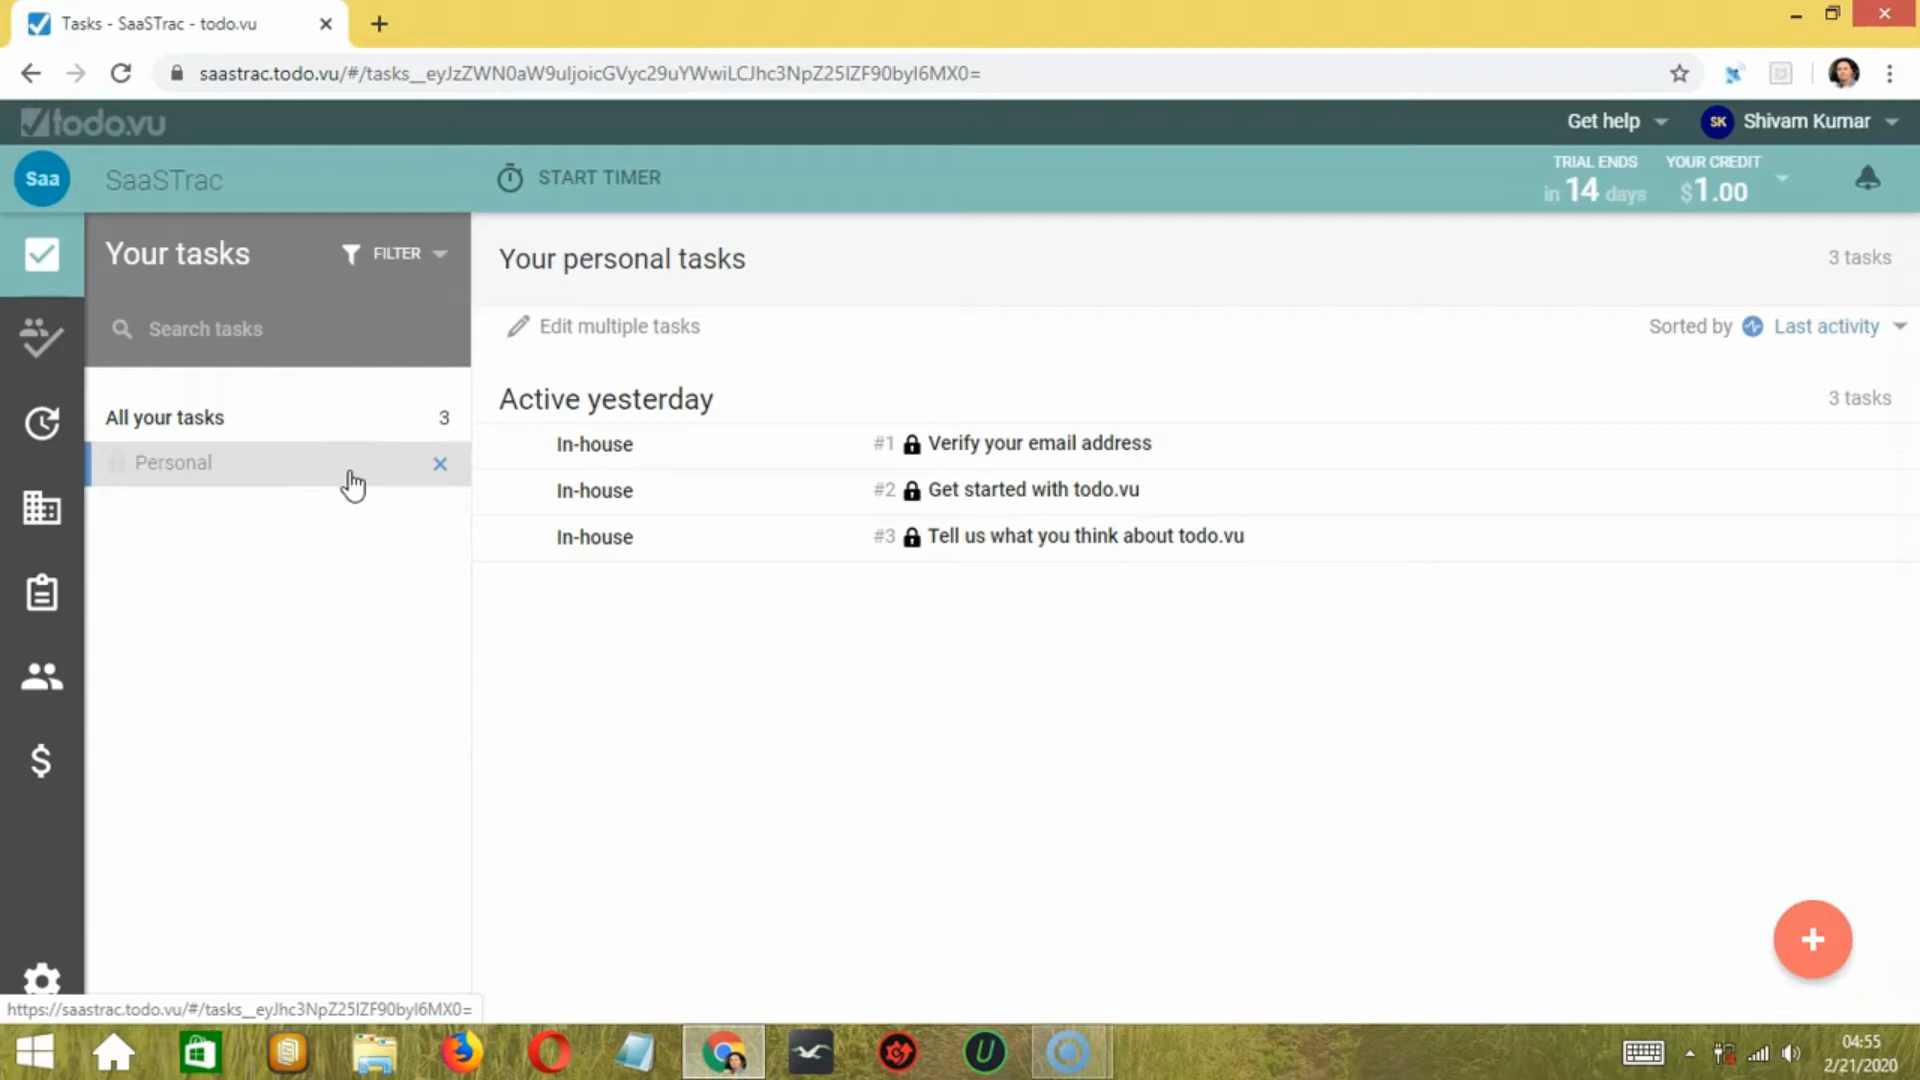 Tasks - SaaSTrac - todo.vu
saastrac.todo.vu/#/tasks__eyJzZWN0aW9uIjoicGVyc29uYWwiLCJhc3NpZ25lZF90byI6MX0=
todo.vu
Get help
SK
Shivam Kumar
Saa
SaaSTrac
START TIMER
TRIAL ENDS
in 14 days
YOUR CREDIT
$1.00
Your tasks
FILTER
Search tasks
All your tasks
3
Personal
Your personal tasks
3 tasks
Edit multiple tasks
Sorted by Last activity
Active yesterday
3 tasks
In-house
#1 Verify your email address
In-house
#2 Get started with todo.vu
In-house
#3 Tell us what you think about todo.vu
https://saastrac.todo.vu/#/tasks__eyJhc3NpZ25lZF90byI6MX0=
04:55
2/21/2020